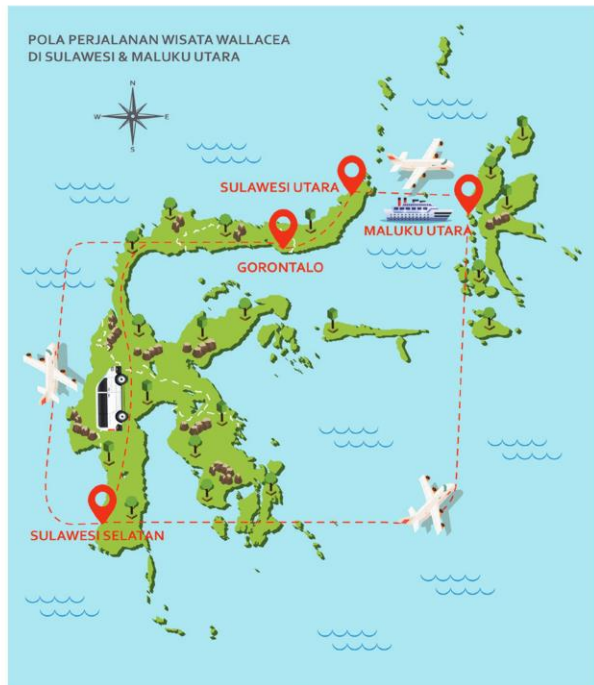 POLA PERJALANAN WISATA WALLACEA
DI SULAWESI & MALUKU UTARA
N
W
E
S
SULAWESI UTARA
MALUKU UTARA
GORONTALO
SULAWESI SELATAN